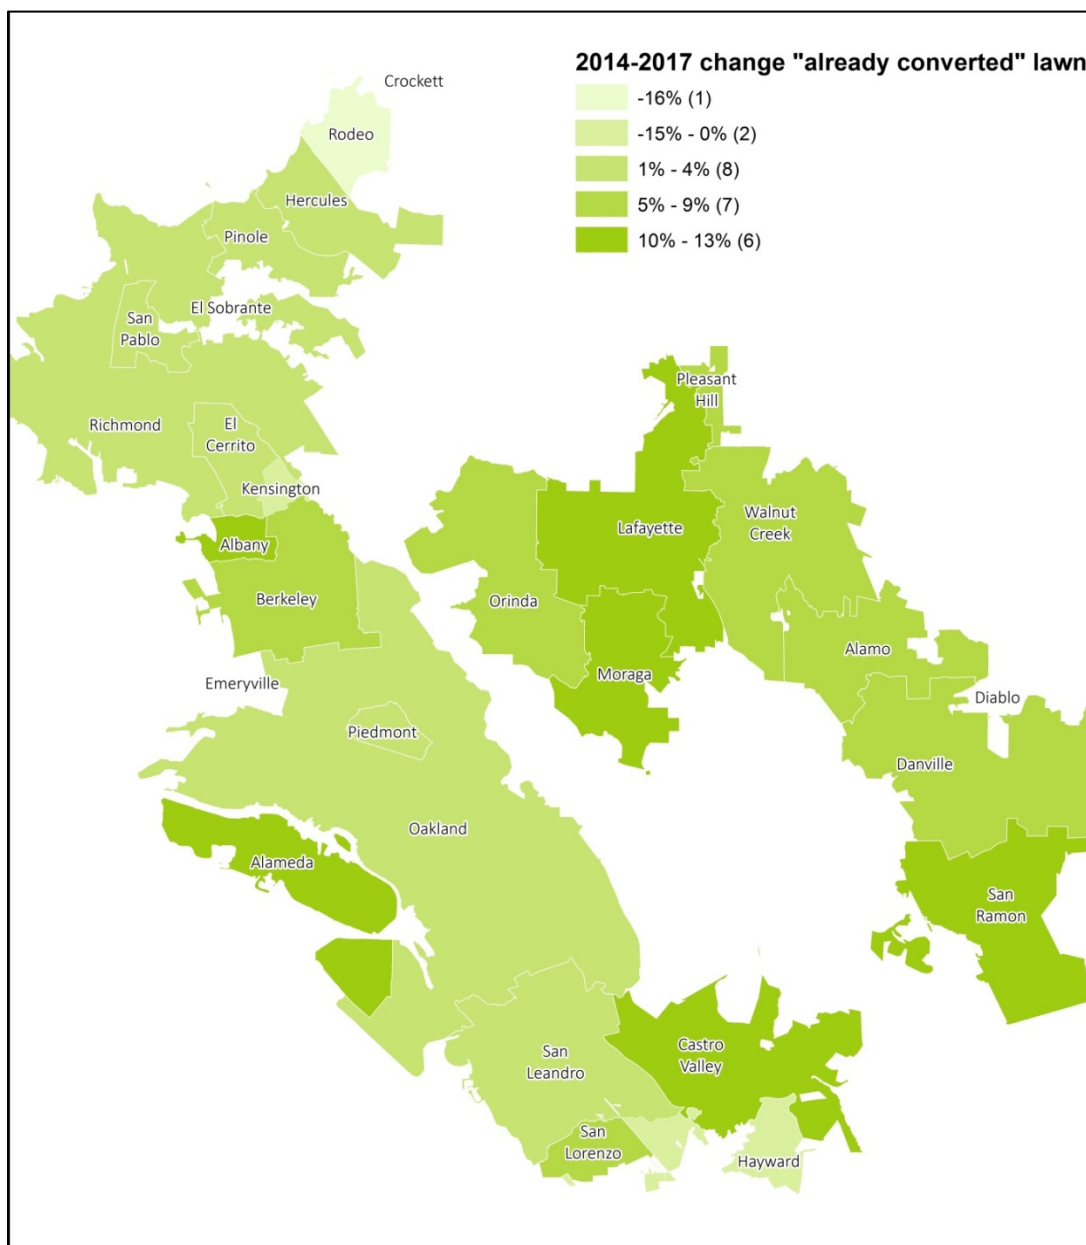 2014-2017 change "already converted" lawn
-16% (1)
-15% - 0% (2)
1% - 4% (8)
5% - 9% (7)
10% - 13% (6)
Crockett
Rodeo
Hercules
Pinole
El Sobrante
San
Pablo
Richmond
El
Cerrito
Kensington
Albany
Berkeley
Emeryville
Piedmont
Oakland
Alameda
San
Leandro
San
Lorenzo
Castro
Valley
Hayward
Pleasant
Hill
Lafayette
Walnut
Creek
Orinda
Moraga
Alamo
Diablo
Danville
San
Ramon